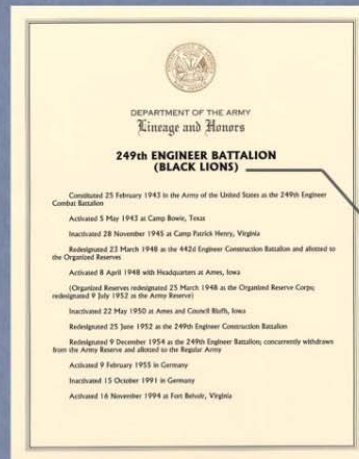 DEPARTMENT OF THE ARMY
Lineage and Honors
249th ENGINEER BATTALION
(BLACK LIONS)
Constituted 25 February 1943 in the Army of the United States as the 249th Engineer
Combat Battalion
Activated 5 May 1943 at Camp Bowie, Texas
Inactivated 28 November 1945 at Camp Patrick Henry, Virginia
Redesignated 23 March 1948 as the 442d Engineer Construction Battalion and allotted to
the Organized Reserves
Activated 8 April 1948 with Headquarters at Ames, Iowa
(Organized Reserves redesignated 25 March 1948 as the Organized Reserve Corps;
redesignated 9 July 1952 as the Army Reserve)
Inactivated 22 May 1950 at Ames and Council Bluffs, Iowa
Redesignated 25 June 1952 as the 249th Engineer Construction Battalion
Redesignated 9 December 1954 as the 249th Engineer Battalion; concurrently withdrawn
from the Army Reserve and allotted to the Regular Army
Activated 9 February 1955 in Germany
Inactivated 15 October 1991 in Germany
Activated 16 November 1994 at Fort Belvoir, Virginia